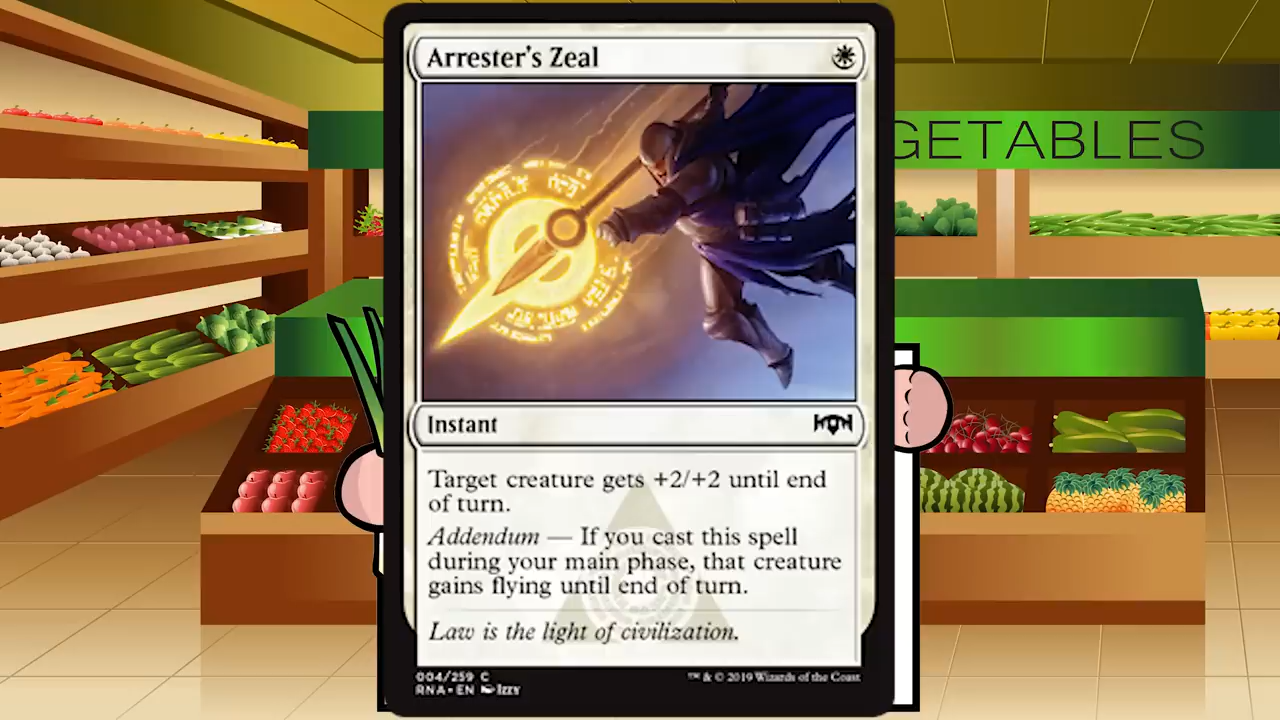 Arrester's Zeal
GETABLES
Instant
Target creature gets +2/+2 until end
of turn.
Addendum — If you cast this spell
during your main phase, that creature
gains flying until end of turn.
Law is the light of civilization.
004/259 C
RNA • EN Izzy
™ & © 2019 Wizards of the Coast